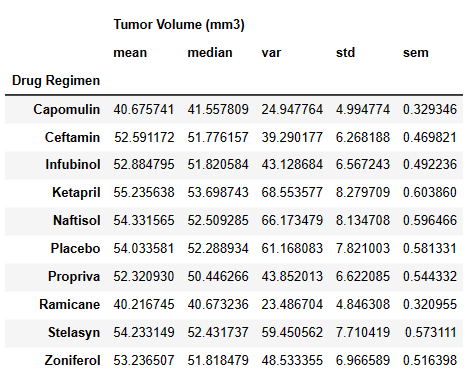 Tumor Volume (mm3)
mean median var std sem
Drug Regimen
Capomulin 40.675741 41.557809 24.947764 4.994774 0.329346
Ceftamin 52.591172 51.776157 39.290177 6.268188 0.469821
Infubinol 52.884795 51.820584 43.128684 6.567243 0.492236
Ketapril 55.235638 53.698743 68.553577 8.279709 0.603860
Naftisol 54.331565 52.509285 66.173479 8.134708 0.596466
Placebo 54.033581 52.288934 61.168083 7.821003 0.581331
Propriva 52.320930 50.446266 43.852013 6.622085 0.544332
Ramicane 40.216745 40.673236 23.486704 4.846308 0.320955
Stelasyn 54.233149 52.431737 59.450562 7.710419 0.573111
Zoniferol 53.236507 51.818479 48.533355 6.966589 0.516398